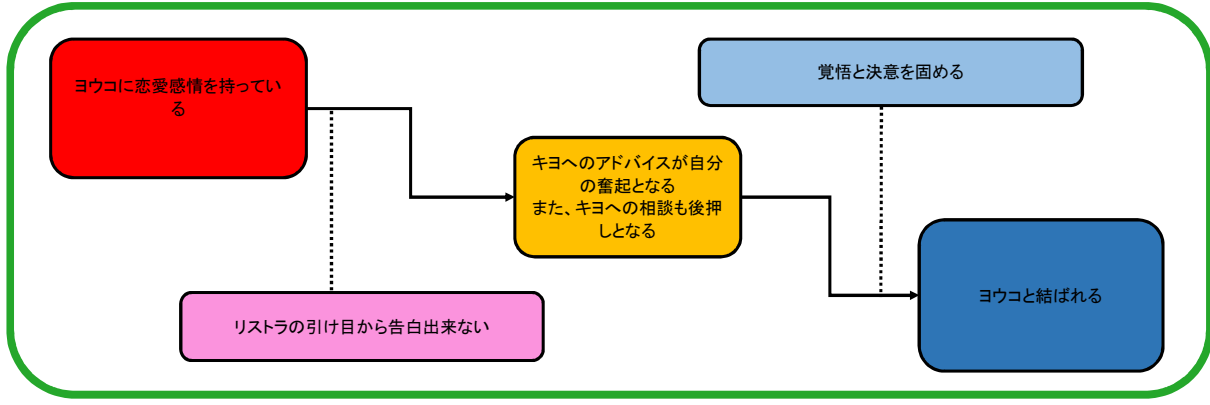 ヨウコに恋愛感情を持ってい
る
覚悟と決意を固める
キヨへのアドバイスが自分
の奮起となる
また、キヨへの相談も後押
しとなる
ヨウコと結ばれる
リストラの引け目から告白出来ない